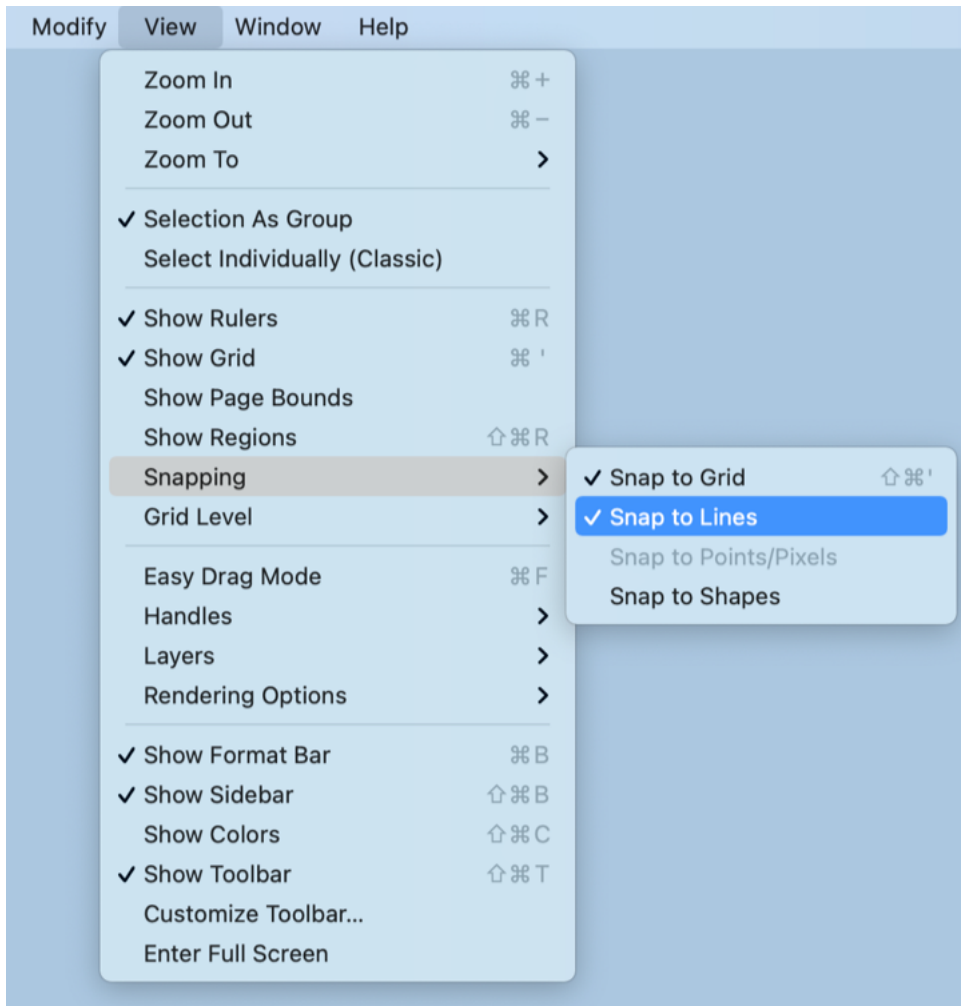 Modify View Window Help
Zoom In ⌘+
Zoom Out ⌘−
Zoom To
✓ Selection As Group
Select Individually (Classic)
✓ Show Rulers ⌘R
✓ Show Grid ⌘'
Show Page Bounds
Show Regions ⇧⌘R
Snapping
Grid Level
Easy Drag Mode ⌘F
Handles
Layers
Rendering Options
✓ Show Format Bar ⌘B
✓ Show Sidebar ⇧⌘B
Show Colors ⇧⌘C
✓ Show Toolbar ⇧⌘T
Customize Toolbar...
Enter Full Screen
✓ Snap to Grid ⇧⌘'
✓ Snap to Lines
Snap to Points/Pixels
Snap to Shapes